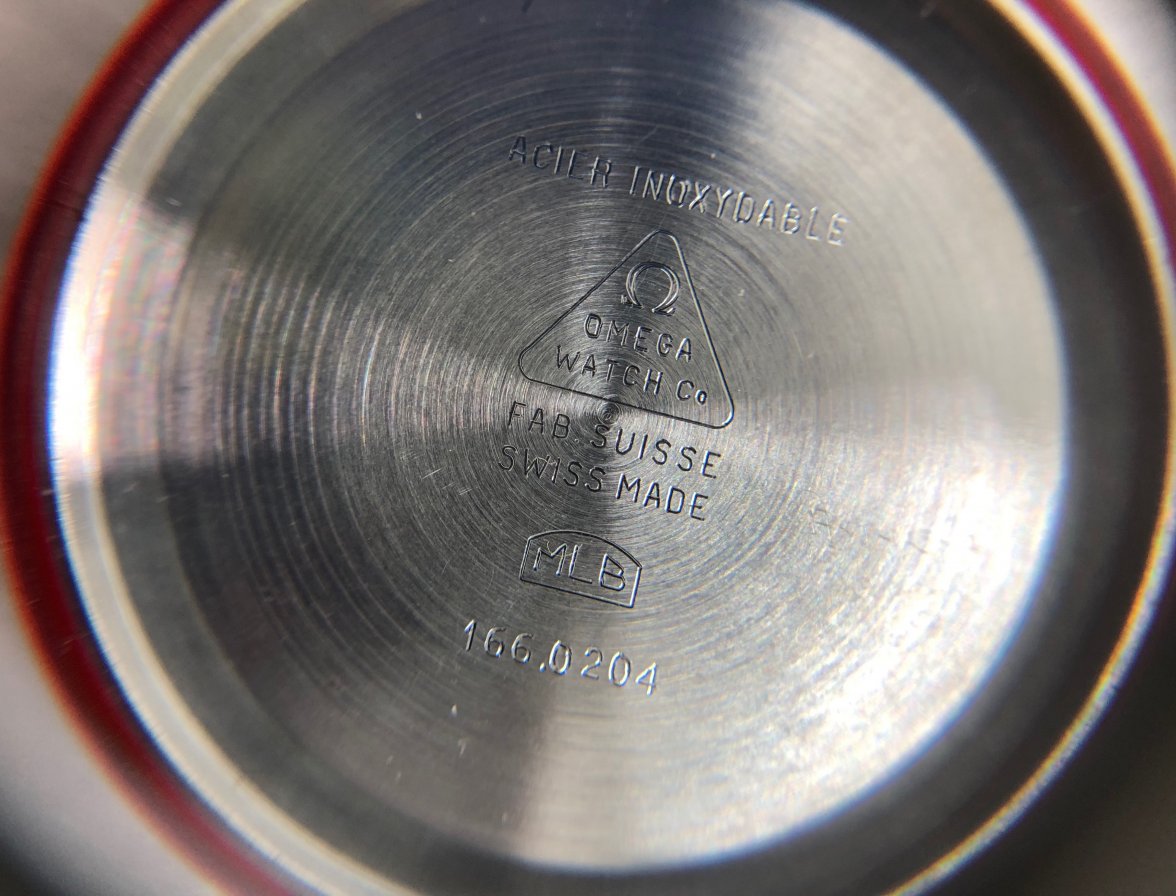 ACIER INOXYDABLE
Ω
OMEGA
WATCH Co
FAB. SUISSE
SWISS MADE
MLB
166.0204